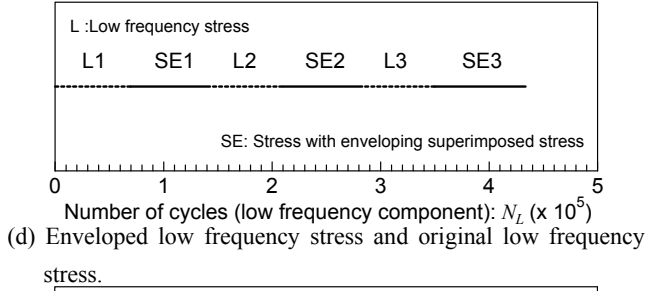 L :Low frequency stress
L1 SE1 L2 SE2 L3 SE3
SE: Stress with enveloping superimposed stress
0 1 2 3 4 5
Number of cycles (low frequency component): N_L (x 10^5)
(d) Enveloped low frequency stress and original low frequency
stress.